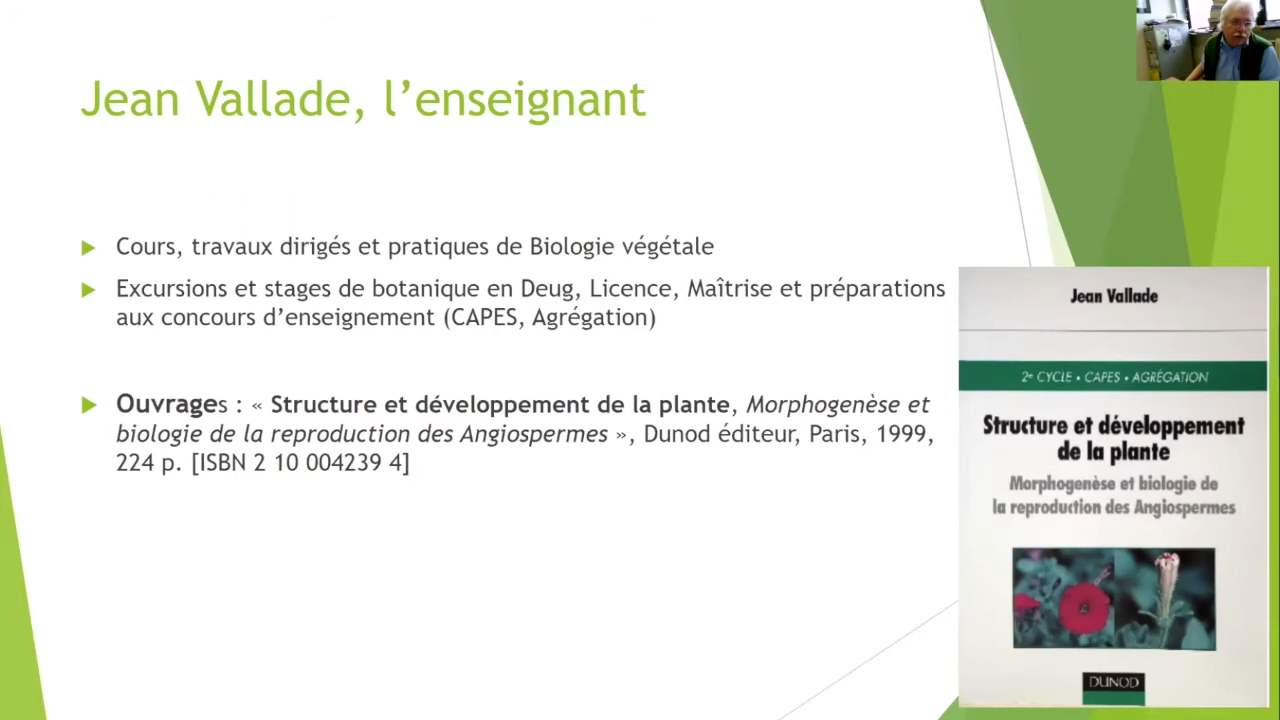 Jean Vallade, l’enseignant
Cours, travaux dirigés et pratiques de Biologie végétale
Excursions et stages de botanique en Deug, Licence, Maîtrise et préparations
aux concours d’enseignement (CAPES, Agrégation)
Ouvrages : « Structure et développement de la plante, Morphogenèse et
biologie de la reproduction des Angiospermes », Dunod éditeur, Paris, 1999,
224 p. [ISBN 2 10 004239 4]
Jean Vallade
2e CYCLE • CAPES • AGRÉGATION
Structure et développement
de la plante
Morphogenèse et biologie de
la reproduction des Angiospermes
DUNOD